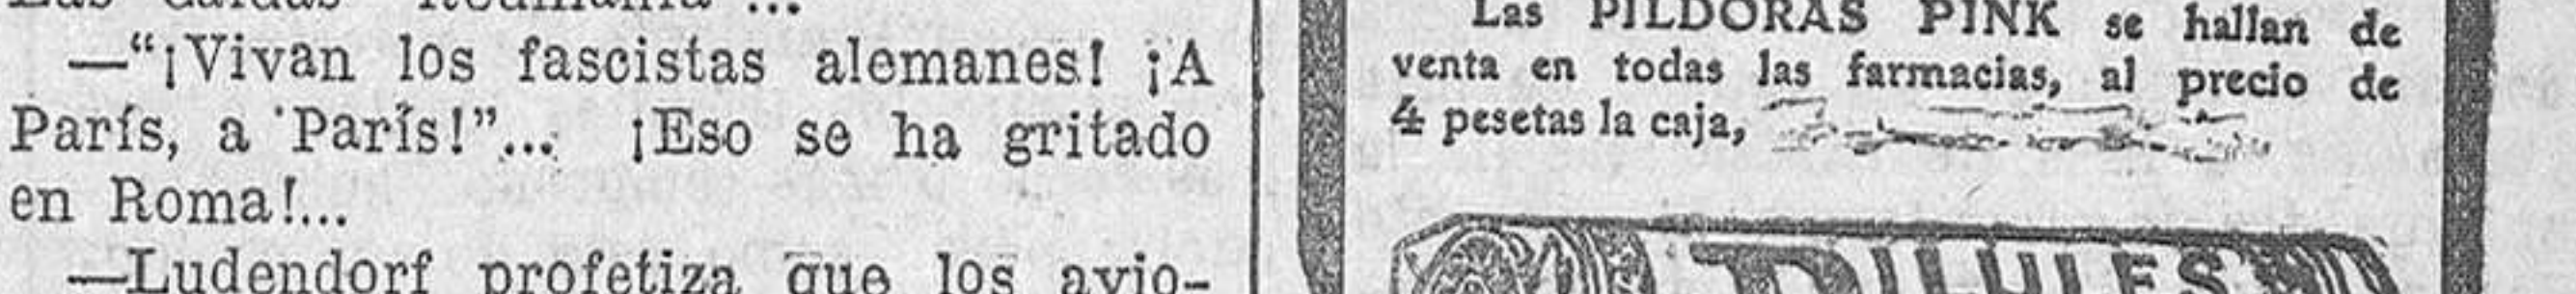 —“¡Vivan los fascistas alemanes! ¡A
París, a París!”... ¡Eso se ha gritado
en Roma!...
—Ludendorf profetiza que los avio-
Las PILDORAS PINK se hallan de
venta en todas las farmacias, al precio de
4 pesetas la caja,
PILULES